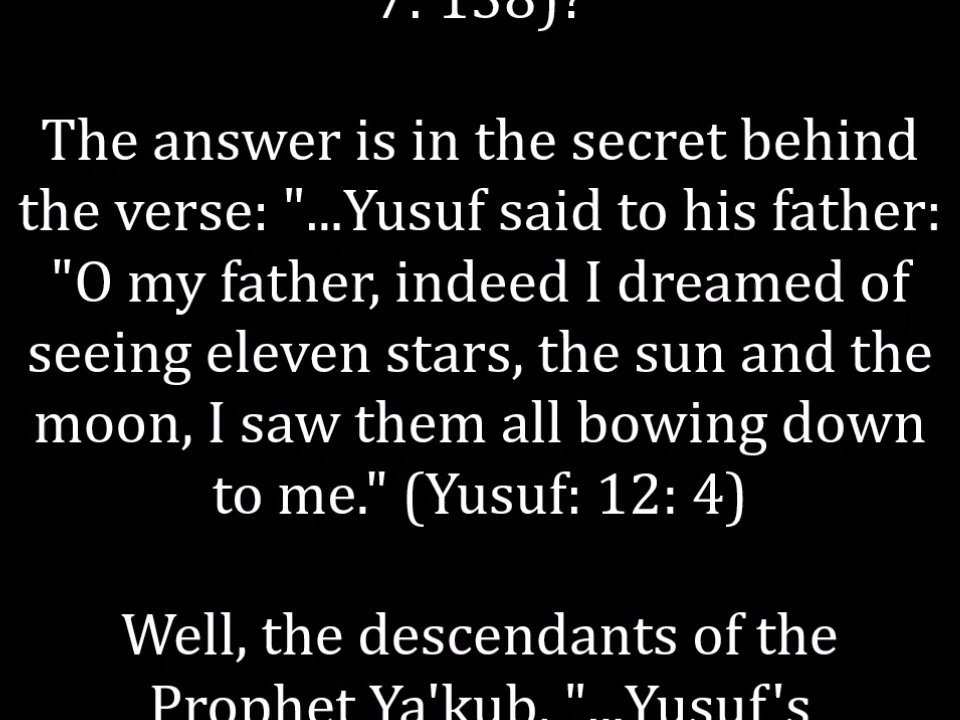 7: 158)?
The answer is in the secret behind
the verse: "...Yusuf said to his father:
"O my father, indeed I dreamed of
seeing eleven stars, the sun and the
moon, I saw them all bowing down
to me." (Yusuf: 12: 4)
Well, the descendants of the
Prophet Ya'kub, "...Yusuf's